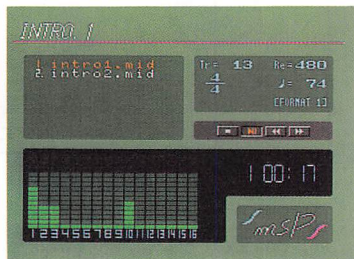 INTRO. 1
1. intro1.mid
2. intro2.mid
Tr= 13 Re=480
4/4 ♩= 74
[FORMAT 1]
1 00:17
1 2 3 4 5 6 7 8 9 10 11 12 13 14 15 16
msP